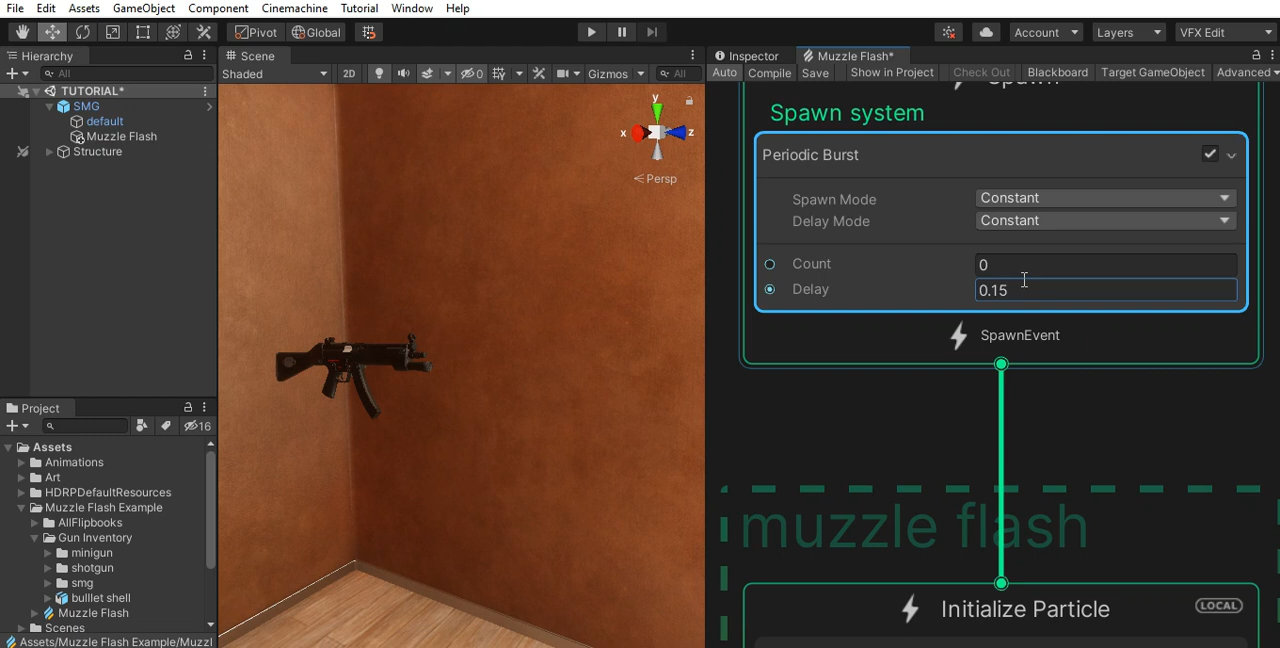 File Edit Assets GameObject Component Cinemachine Tutorial Window Help
Pivot Global Account Layers VFX Edit
Hierarchy
All
TUTORIAL*
SMG
default
Muzzle Flash
Structure
Project
16
Assets
Animations
Art
HDRPDefaultResources
Muzzle Flash Example
AllFlipbooks
Gun Inventory
minigun
shotgun
smg
bulllet shell
Muzzle Flash
Scenes
Assets/Muzzle Flash Example/Muzzl
Scene
Shaded 2D 0 Gizmos All
y
x z
Persp
Inspector Muzzle Flash*
Auto Compile Save Show in Project Check Out Blackboard Target GameObject Advanced
Spawn
Spawn system
Periodic Burst
Spawn Mode Constant
Delay Mode Constant
Count 0
Delay 0.15
SpawnEvent
muzzle flash
Initialize Particle LOCAL